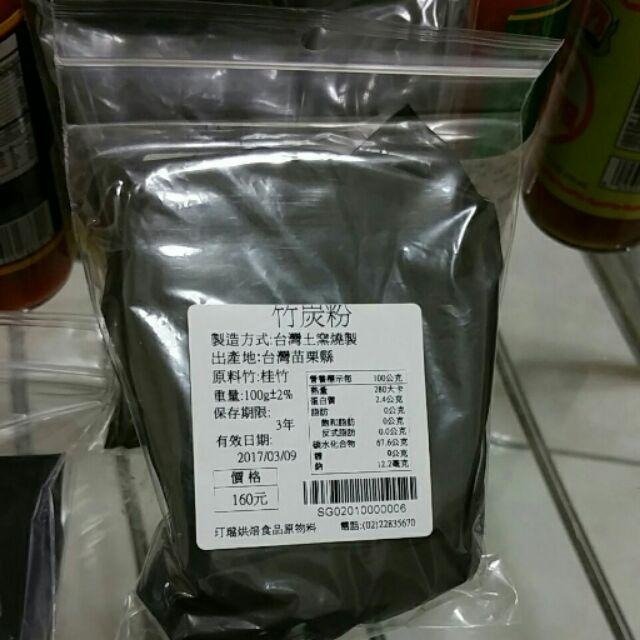 竹炭粉
製造方式:台灣土窯燒製
出產地:台灣苗栗縣
原料竹:桂竹
重量:100g±2%
保存期限:
3年
有效日期:
2017/03/09
價格
160元
營養標示每 100公克
熱量 280大卡
蛋白質 2.4公克
脂肪 0公克
飽和脂肪 0公克
反式脂肪 0.0公克
碳水化合物 67.6公克
糖 0公克
鈉 12.2毫克
SG02010000006
玎瑞烘焙食品原物料 電話:(02)22835670